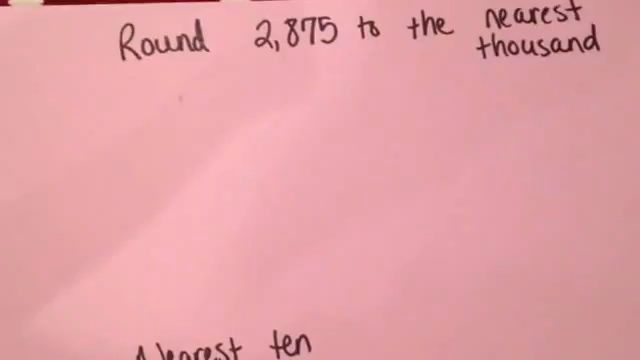 Round 2,875 to the nearest
thousand
Nearest ten